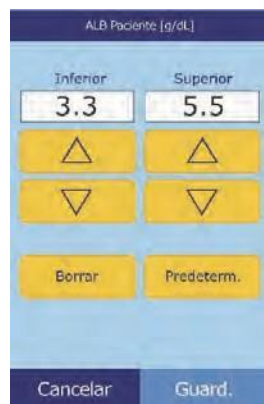 ALB Paciente [g/dL]
Inferior Superior
3.3 5.5
Borrar Predeterm.
Cancelar Guard.